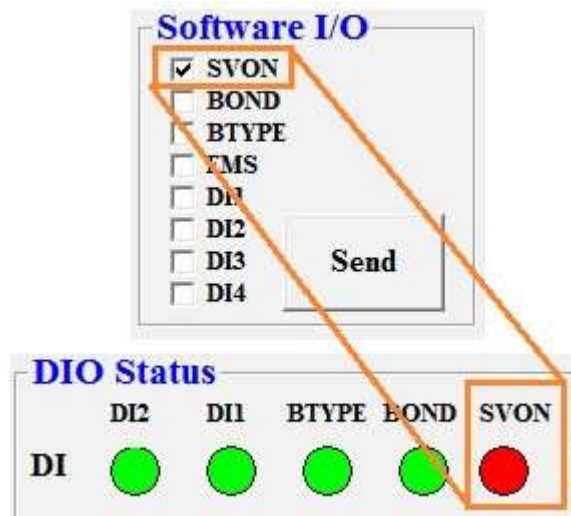 Software I/O
SVON
BOND
BTYPE
EMS
DI1
DI2
DI3
DI4
Send
DIO Status
DI2 DI1 BTYPE BOND SVON
DI